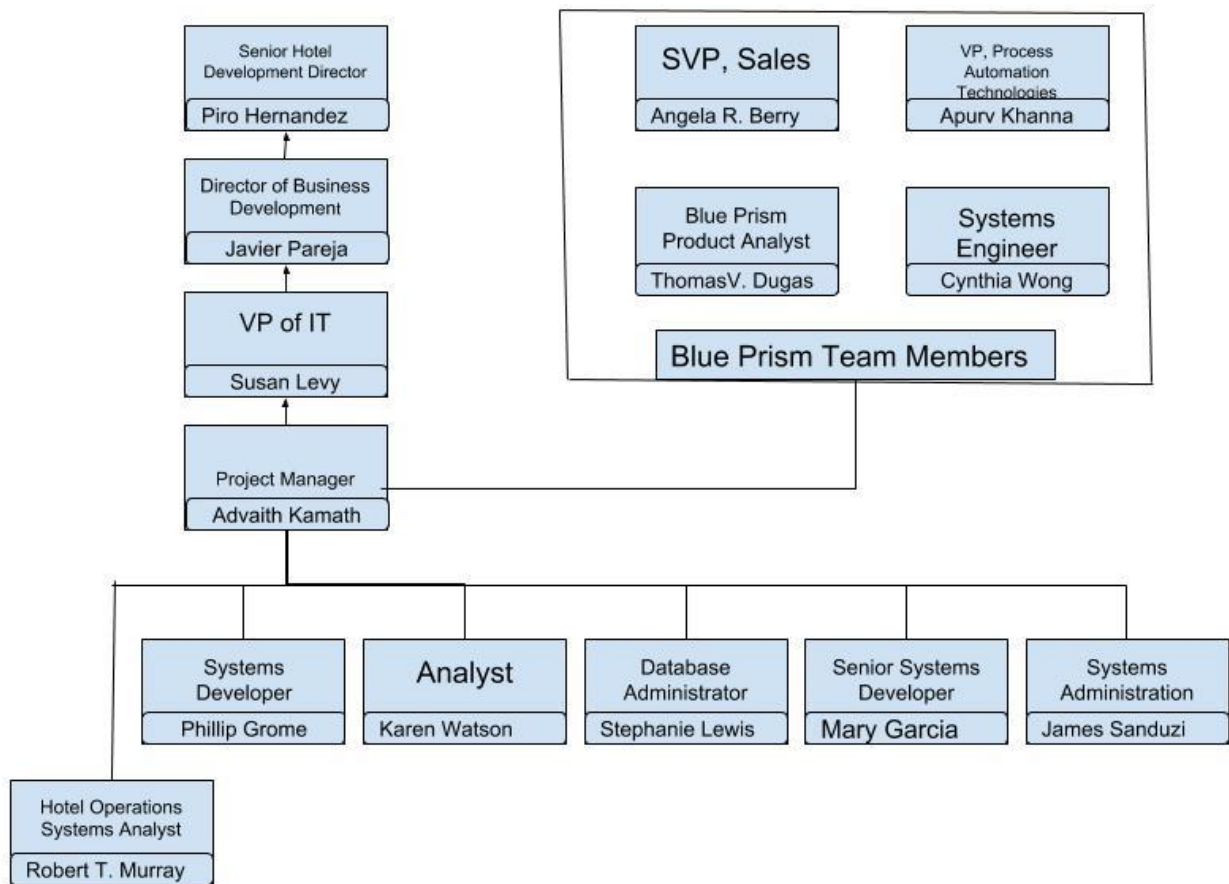 Senior Hotel
Development Director
Piro Hernandez
Director of Business
Development
Javier Pareja
VP of IT
Susan Levy
Project Manager
Advaith Kamath
SVP, Sales
Angela R. Berry
VP, Process
Automation
Technologies
Apurv Khanna
Blue Prism
Product Analyst
ThomasV. Dugas
Systems
Engineer
Cynthia Wong
Blue Prism Team Members
Systems
Developer
Phillip Grome
Analyst
Karen Watson
Database
Administrator
Stephanie Lewis
Senior Systems
Developer
Mary Garcia
Systems
Administration
James Sanduzi
Hotel Operations
Systems Analyst
Robert T. Murray